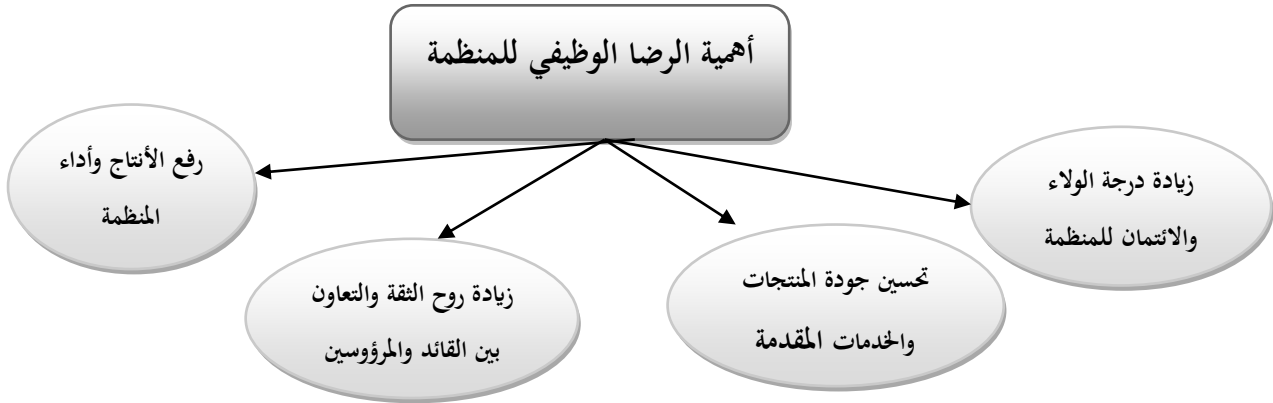 أهمية الرضا الوظيفي للمنظمة
زيادة درجة الولاء
والائتمان للمنظمة
تحسين جودة المنتجات
والخدمات المقدمة
زيادة روح الثقة والتعاون
بين القائد والمرؤوسين
رفع الأنتاج وأداء
المنظمة